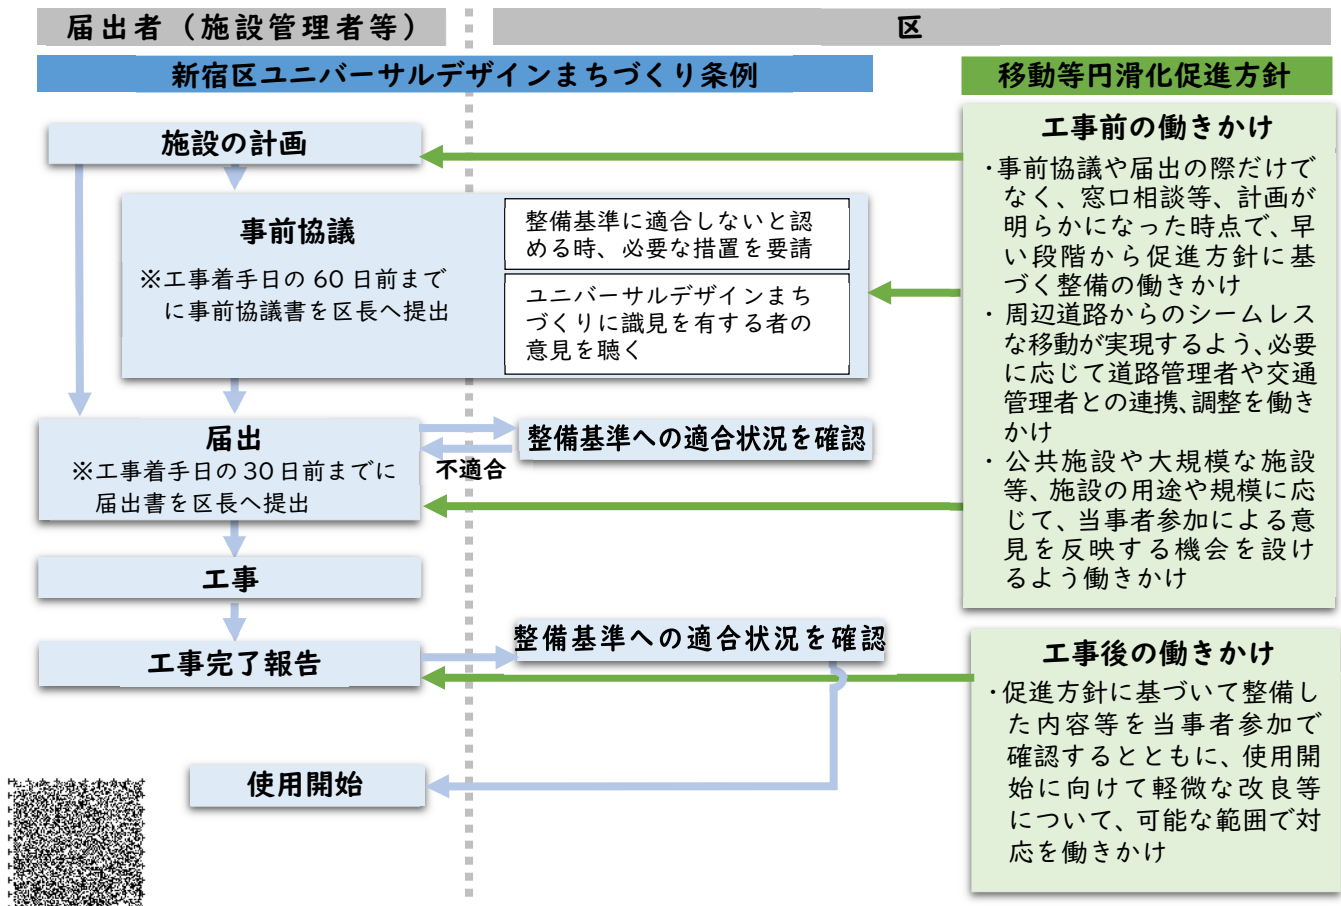 届出者（施設管理者等）
区
新宿区ユニバーサルデザインまちづくり条例
移動等円滑化促進方針
施設の計画
事前協議
※工事着手日の 60 日前まで
に事前協議書を区長へ提出
整備基準に適合しないと認
める時、必要な措置を要請
ユニバーサルデザインまち
づくりに識見を有する者の
意見を聴く
届出
※工事着手日の 30 日前までに
届出書を区長へ提出
不適合
整備基準への適合状況を確認
工事
工事完了報告
整備基準への適合状況を確認
使用開始
工事前の働きかけ
・事前協議や届出の際だけで
なく、窓口相談等、計画が
明らかになった時点で、早
い段階から促進方針に基
づく整備の働きかけ
・周辺道路からのシームレス
な移動が実現するよう、必要
に応じて道路管理者や交通
管理者との連携、調整を働き
かけ
・公共施設や大規模な施設
等、施設の用途や規模に応
じて、当事者参加による意
見を反映する機会を設け
るよう働きかけ
工事後の働きかけ
・促進方針に基づいて整備し
た内容等を当事者参加で
確認するとともに、使用開
始に向けて軽微な改良等
について、可能な範囲で対
応を働きかけ